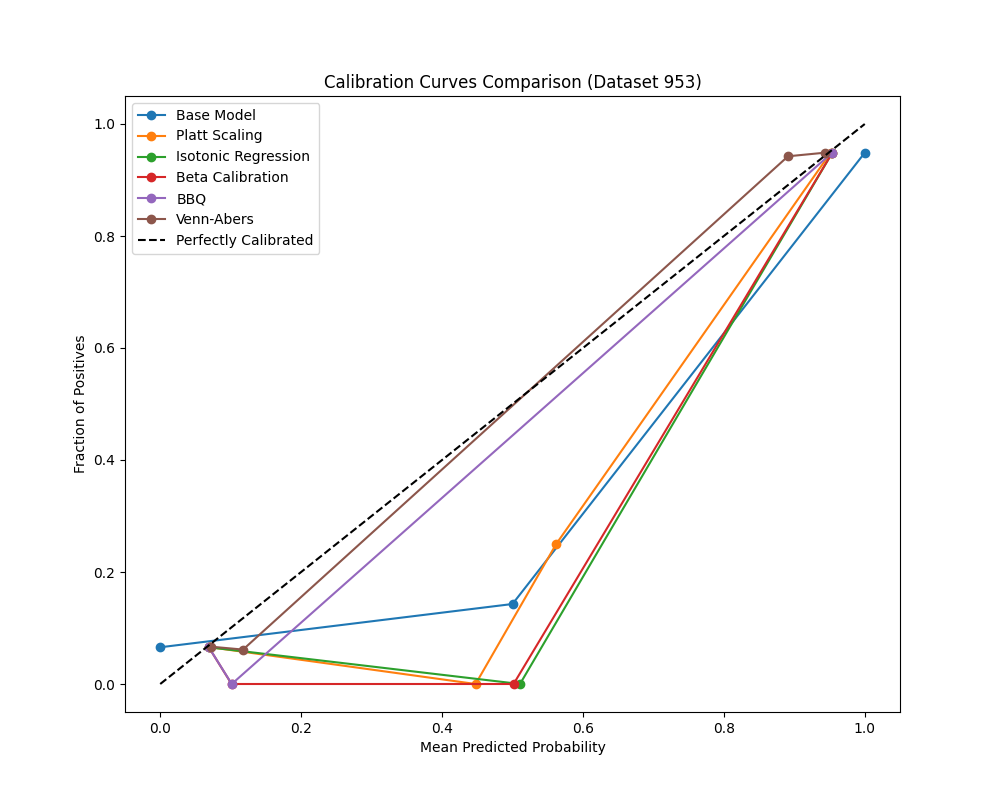 Calibration Curves Comparison (Dataset 953)
Base Model
Platt Scaling
Isotonic Regression
Beta Calibration
BBQ
Venn-Abers
Perfectly Calibrated
Fraction of Positives
1.0
0.8
0.6
0.4
0.2
0.0
0.0 0.2 0.4 0.6 0.8 1.0
Mean Predicted Probability